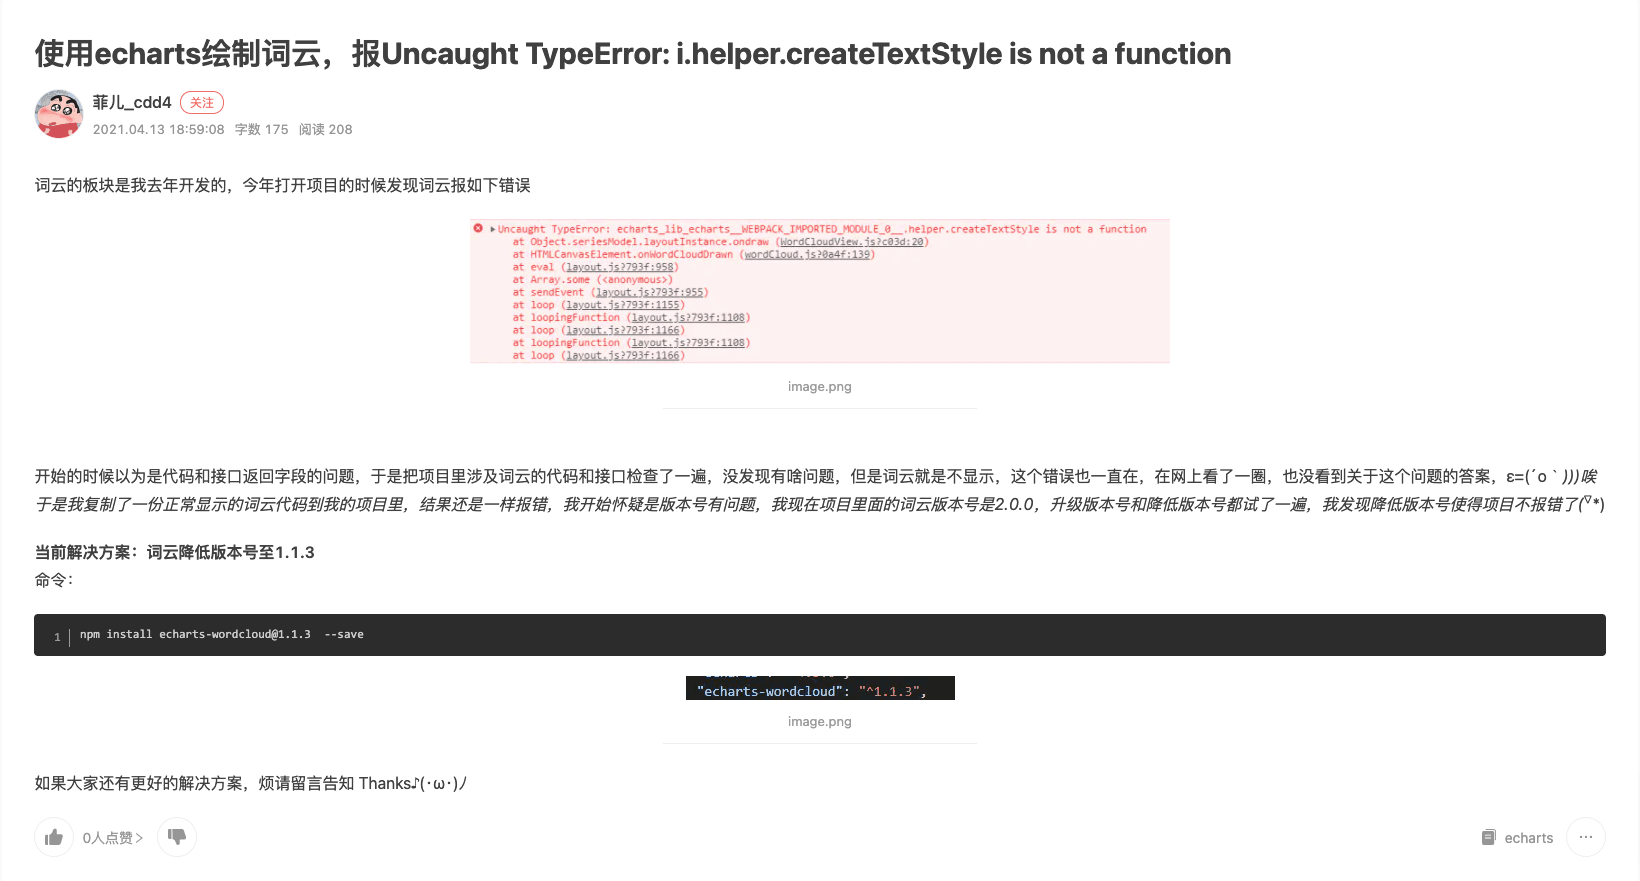 使用echarts绘制词云，报Uncaught TypeError: i.helper.createTextStyle is not a function
菲儿_cdd4 关注
2021.04.13 18:59:08 字数 175 阅读 208
词云的板块是我去年开发的，今年打开项目的时候发现词云报如下错误
Uncaught TypeError: echarts_lib_echarts__WEBPACK_IMPORTED_MODULE_0__.helper.createTextStyle is not a function
at Object.seriesModel.layoutInstance.ondraw (WordCloudView.js?c03d:20)
at HTMLCanvasElement.onWordCloudDrawn (wordCloud.js?0a4f:139)
at eval (layout.js?793f:958)
at Array.some (<anonymous>)
at sendEvent (layout.js?793f:955)
at loop (layout.js?793f:1155)
at loopingFunction (layout.js?793f:1108)
at loop (layout.js?793f:1166)
at loopingFunction (layout.js?793f:1108)
at loop (layout.js?793f:1166)
image.png
开始的时候以为是代码和接口返回字段的问题，于是把项目里涉及词云的代码和接口检查了一遍，没发现有啥问题，但是词云就是不显示，这个错误也一直在，在网上看了一圈，也没看到关于这个问题的答案，ε=(´ο｀)))唉
于是我复制了一份正常显示的词云代码到我的项目里，结果还是一样报错，我开始怀疑是版本号有问题，我现在项目里面的词云版本号是2.0.0，升级版本号和降低版本号都试了一遍，我发现降低版本号使得项目不报错了(▽*)
当前解决方案：词云降低版本号至1.1.3
命令：
1 npm install echarts-wordcloud@1.1.3 --save
"echarts-wordcloud": "^1.1.3",
image.png
如果大家还有更好的解决方案，烦请留言告知 Thanks♪(･ω･)ﾉ
0人点赞 >
echarts